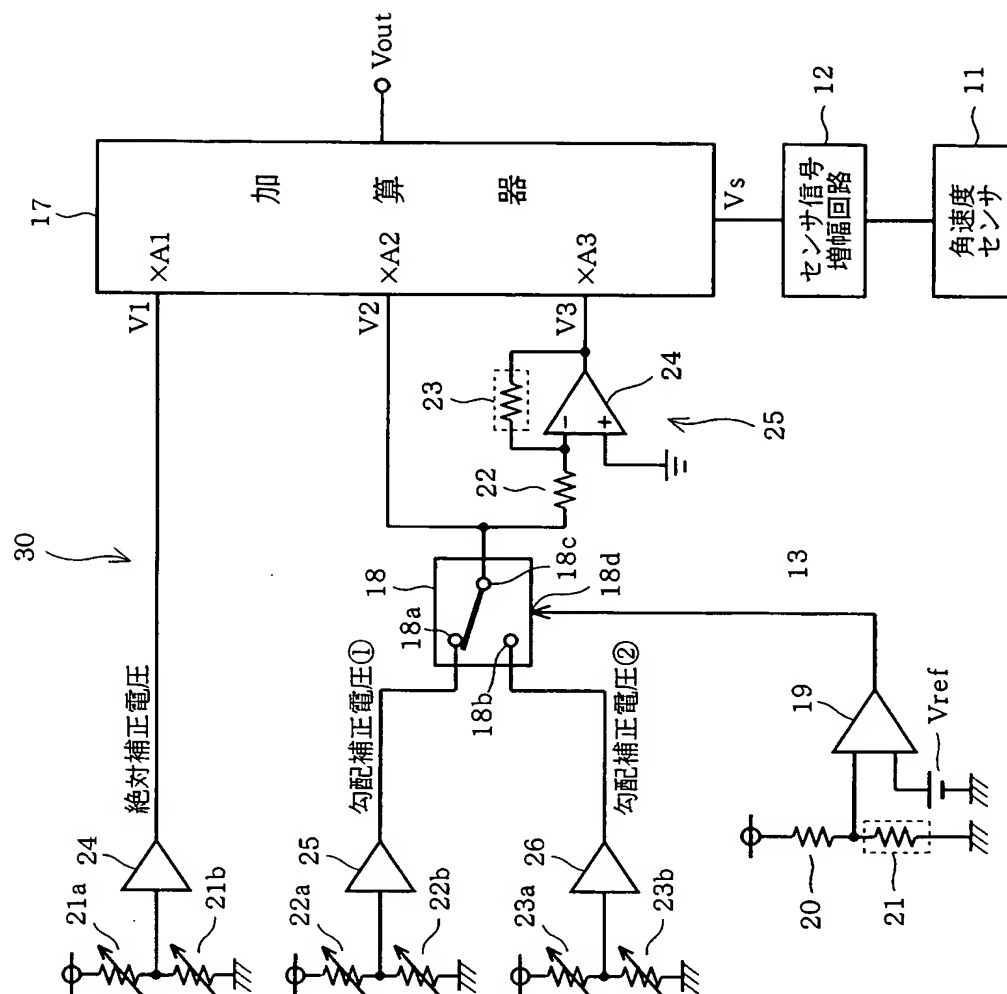 30
17
加算器
×A1
×A2
×A3
V1
V2
V3
Vs
Vout
12
センサ信号
増幅回路
11
角速度
センサ
絶対補正電圧
24
21a
21b
勾配補正電圧①
25
22a
22b
勾配補正電圧②
26
23a
23b
18
18a
18b
18c
18d
22
23
24
25
-
+
13
19
Vref
20
21